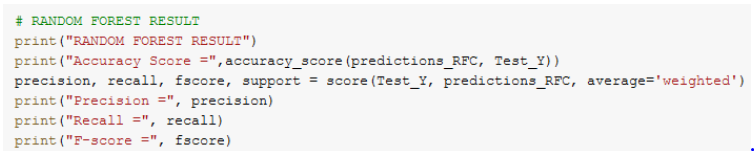 # RANDOM FOREST RESULT
print("RANDOM FOREST RESULT")
print("Accuracy Score =",accuracy_score(predictions_RFC, Test_Y))
precision, recall, fscore, support = score(Test_Y, predictions_RFC, average='weighted')
print("Precision =", precision)
print("Recall =", recall)
print("F-score =", fscore)